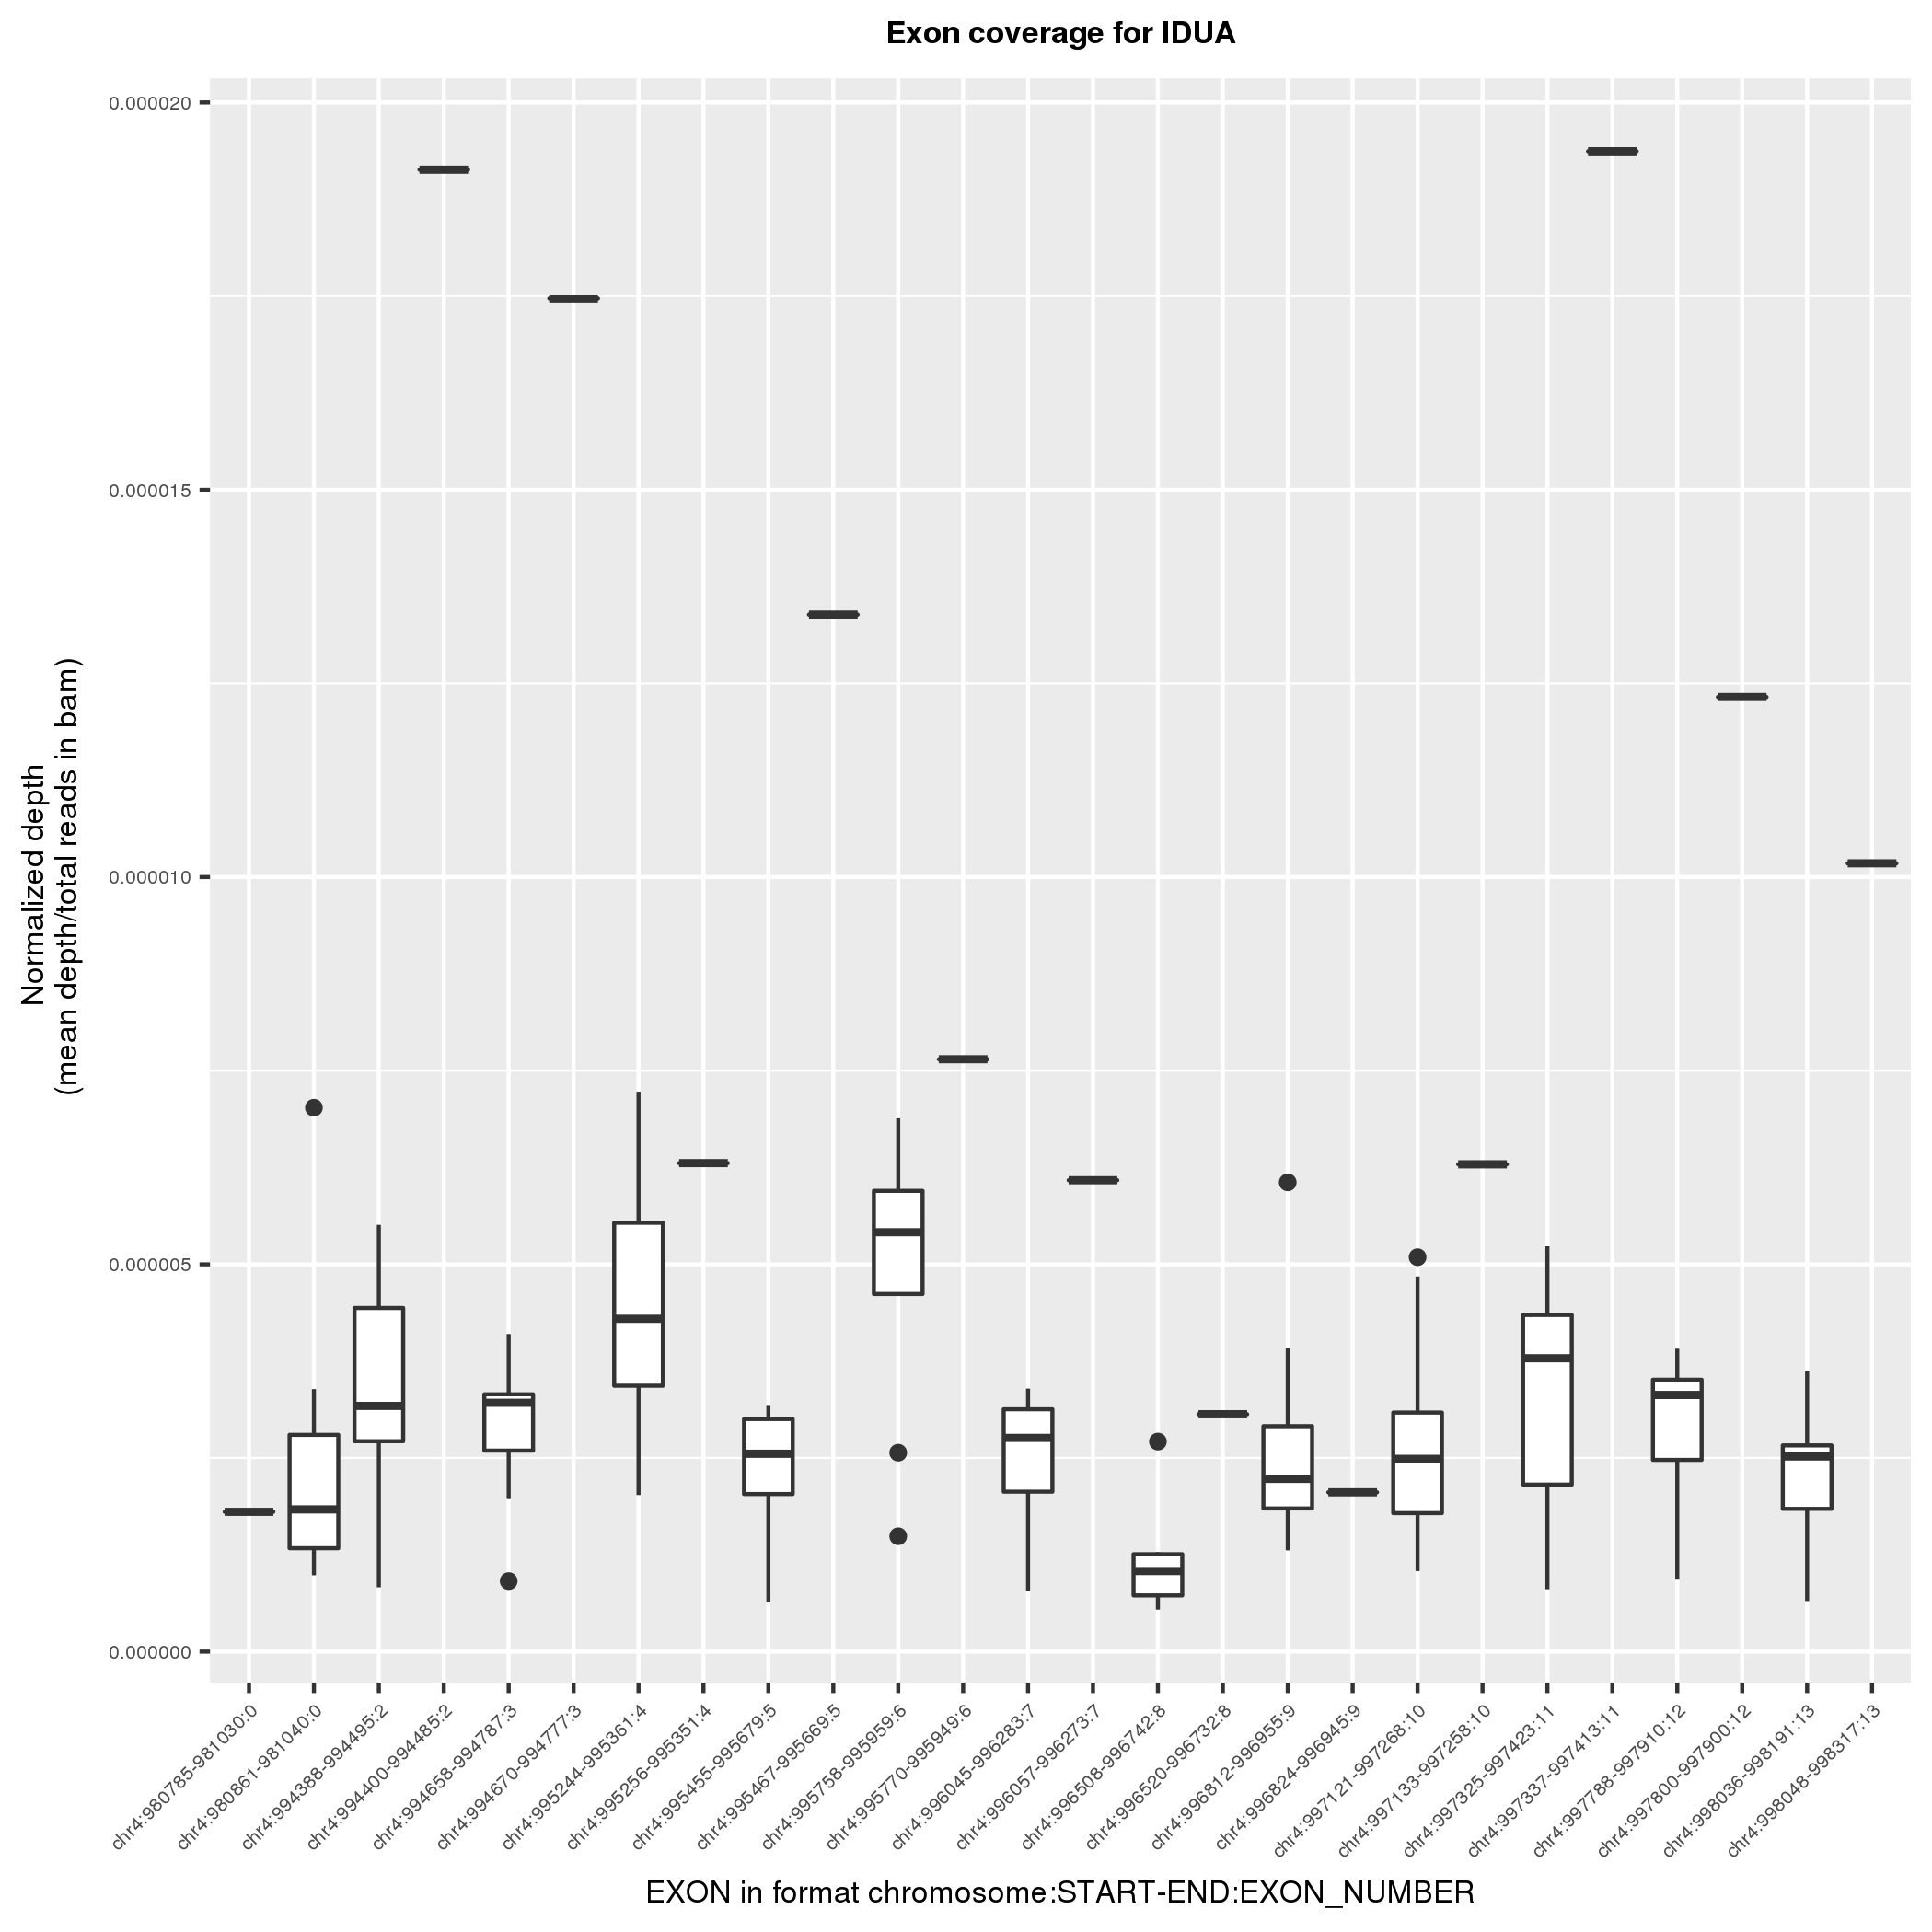 Exon coverage for IDUA
0.000020
0.000015
0.000010
0.000005
0.000000
Normalized depth
(mean depth/total reads in bam)
chr4:980785-981030:0
chr4:980861-981040:0
chr4:994388-994495:2
chr4:994400-994485:2
chr4:994658-994787:3
chr4:994670-994777:3
chr4:995244-995361:4
chr4:995256-995351:4
chr4:995455-995679:5
chr4:995467-995669:5
chr4:995758-995959:6
chr4:995770-995949:6
chr4:996045-996283:7
chr4:996057-996273:7
chr4:996508-996742:8
chr4:996520-996732:8
chr4:996812-996955:9
chr4:996824-996945:9
chr4:997121-997268:10
chr4:997133-997258:10
chr4:997325-997423:11
chr4:997337-997413:11
chr4:997788-997910:12
chr4:997800-997900:12
chr4:998036-998191:13
chr4:998048-998317:13
EXON in format chromosome:START-END:EXON_NUMBER